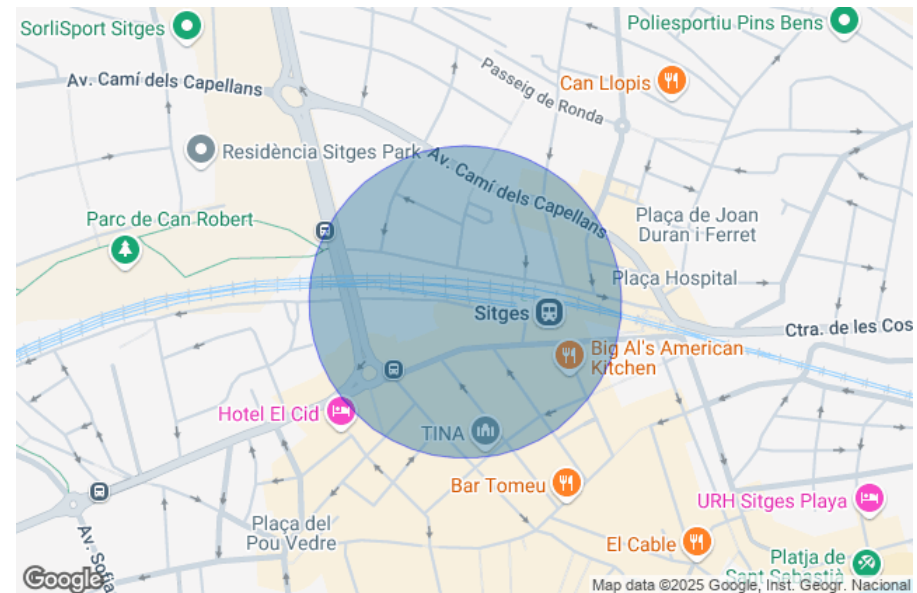 SorliSport Sitges
Poliesportiu Pins Bens
Av. Camí dels Capellans
Can Llopis
Passeig de Ronda
Residència Sitges Park
Av. Camí dels Capellans
Parc de Can Robert
Plaça de Joan
Duran i Ferret
Plaça Hospital
Sitges
Ctra. de les Cos
Big Al's American
Kitchen
Hotel El Cid
TINA
Bar Tomeu
URH Sitges Playa
Plaça del
Pou Vedre
El Cable
Av. Sofia
Platja de
Sant Sebastià
Google
Map data ©2025 Google, Inst. Geogr. Nacional